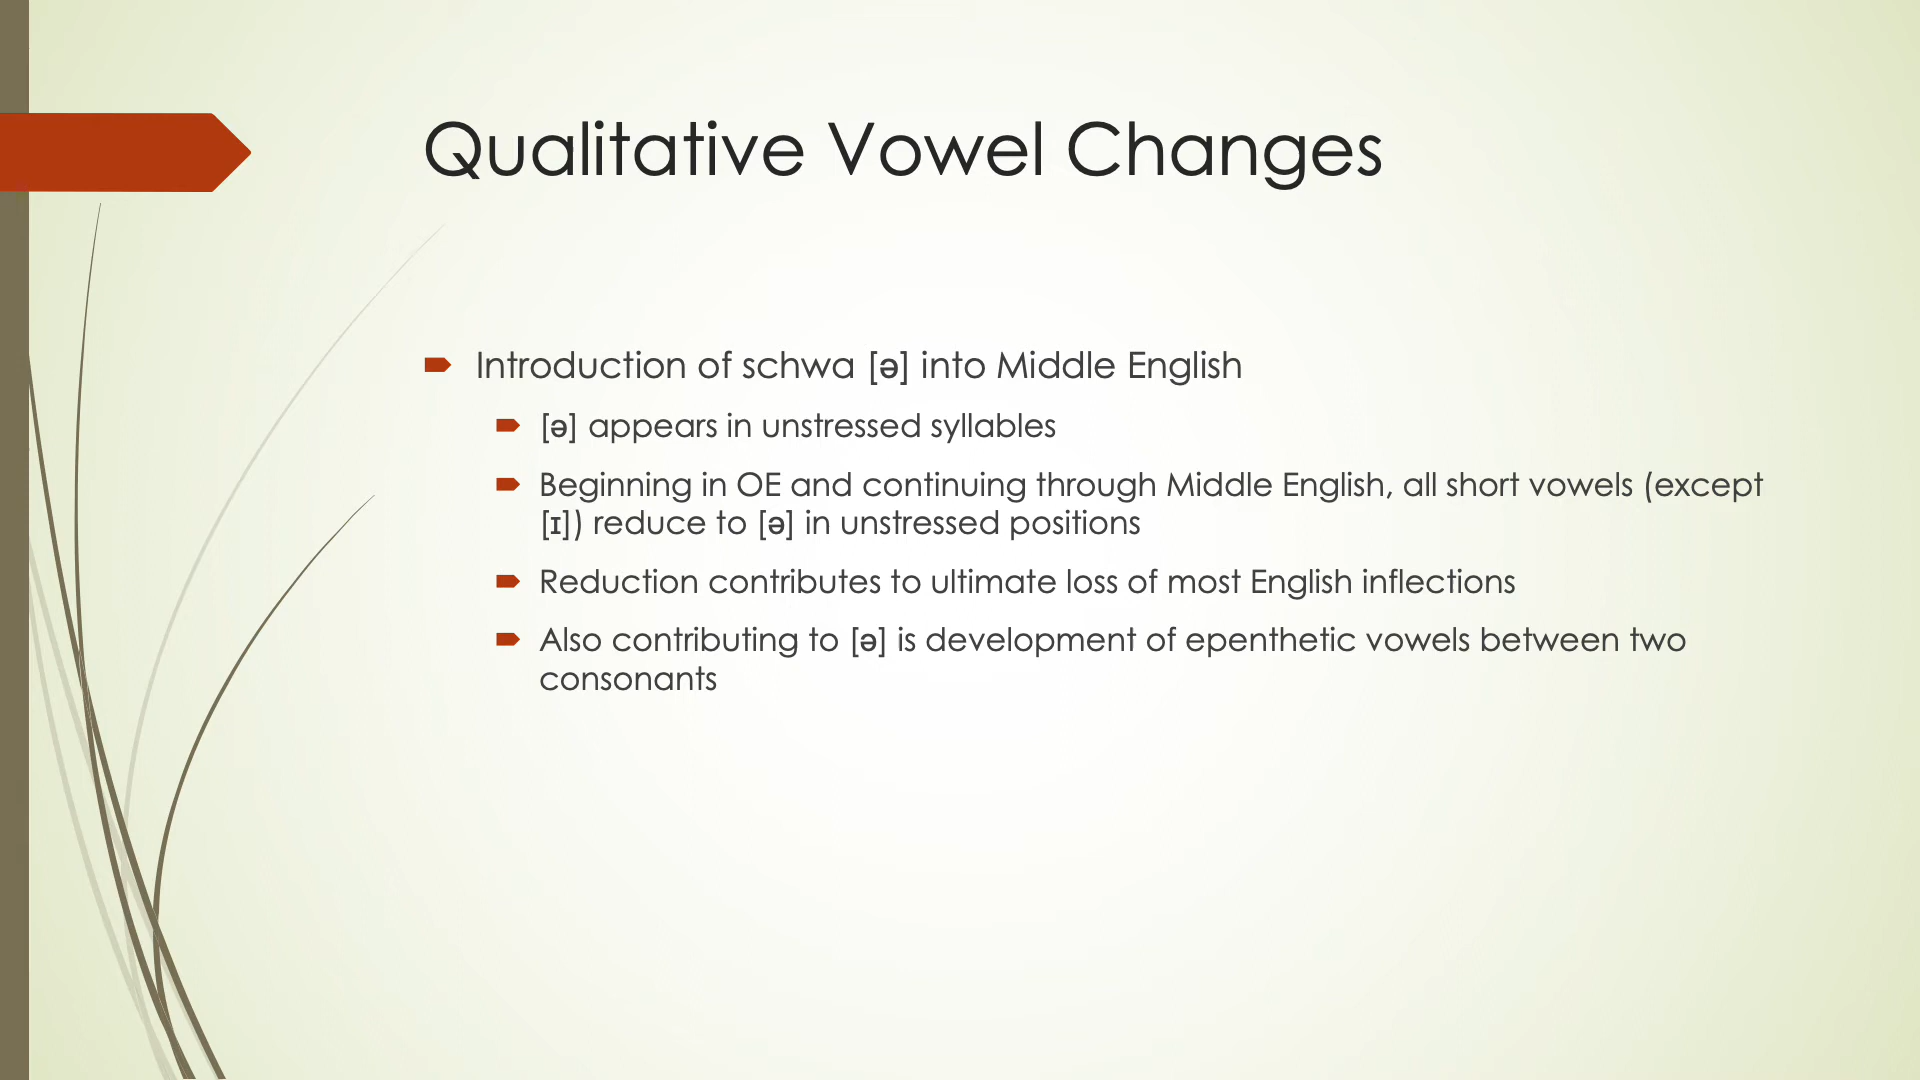 Qualitative Vowel Changes
Introduction of schwa [ə] into Middle English
[ə] appears in unstressed syllables
Beginning in OE and continuing through Middle English, all short vowels (except
[ɪ]) reduce to [ə] in unstressed positions
Reduction contributes to ultimate loss of most English inflections
Also contributing to [ə] is development of epenthetic vowels between two
consonants